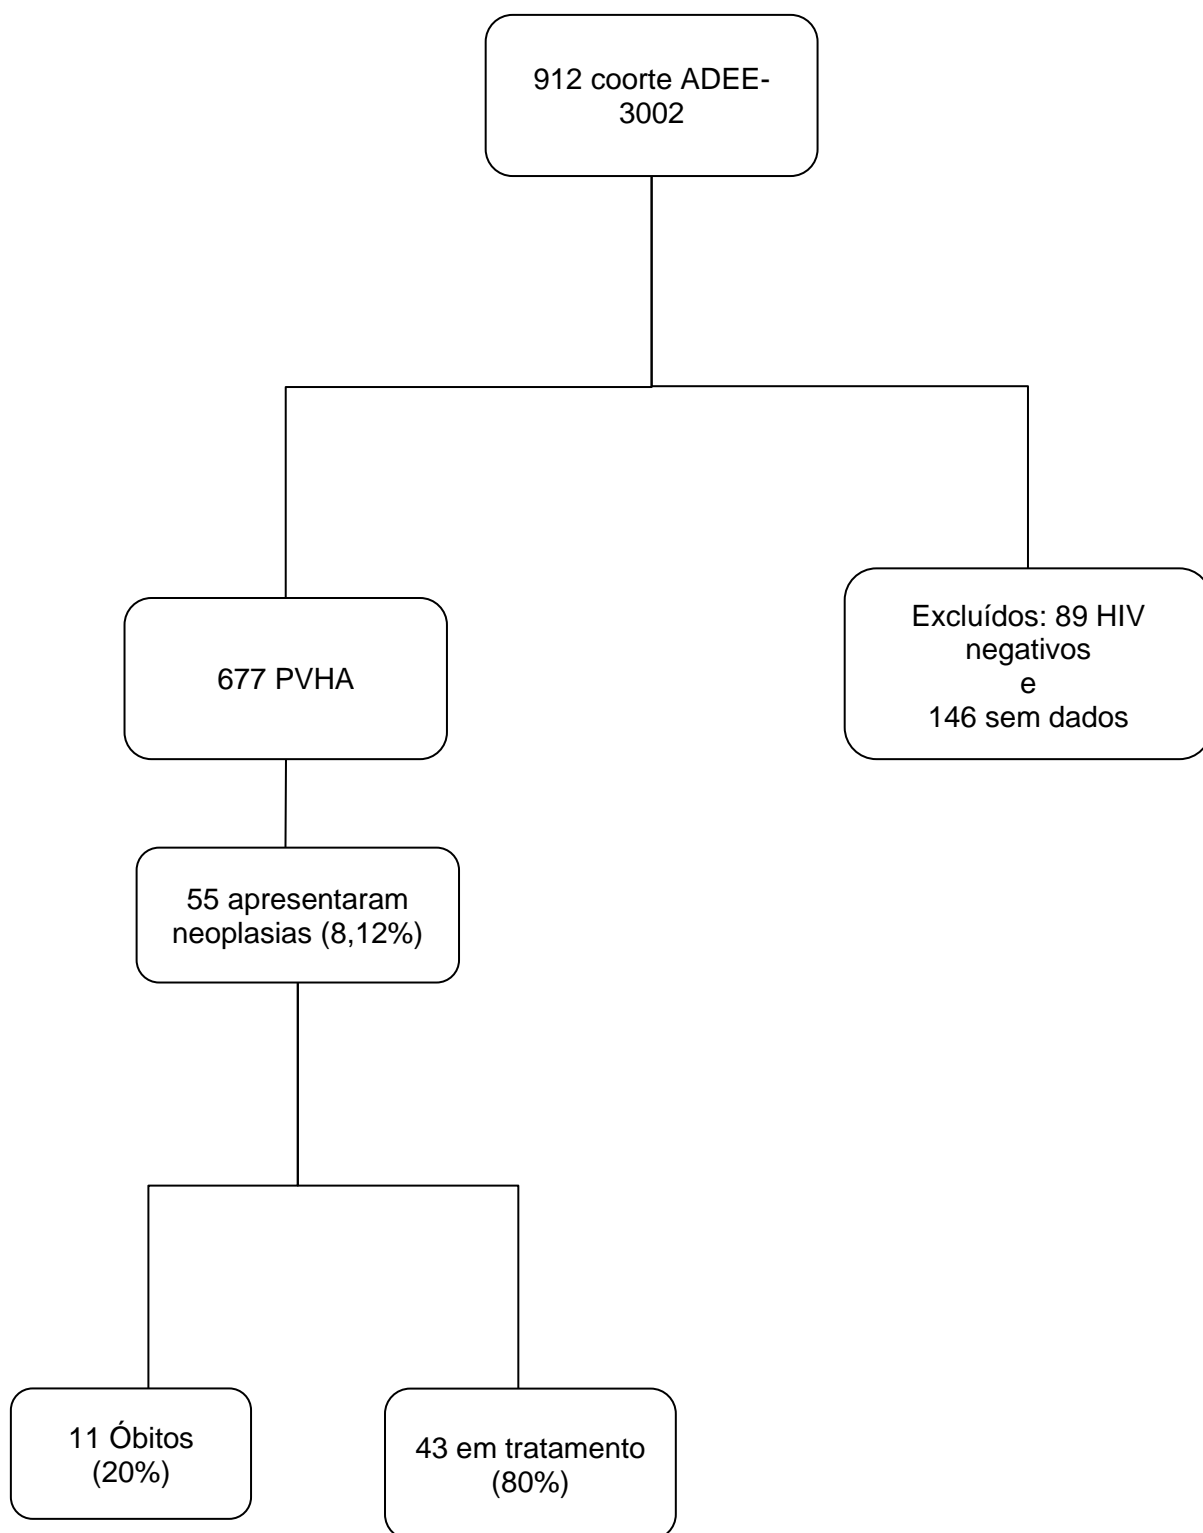 912 coorte ADEE-
3002
677 PVHA
Excluídos: 89 HIV
negativos
e
146 sem dados
55 apresentaram
neoplasias (8,12%)
11 Óbitos
(20%)
43 em tratamento
(80%)